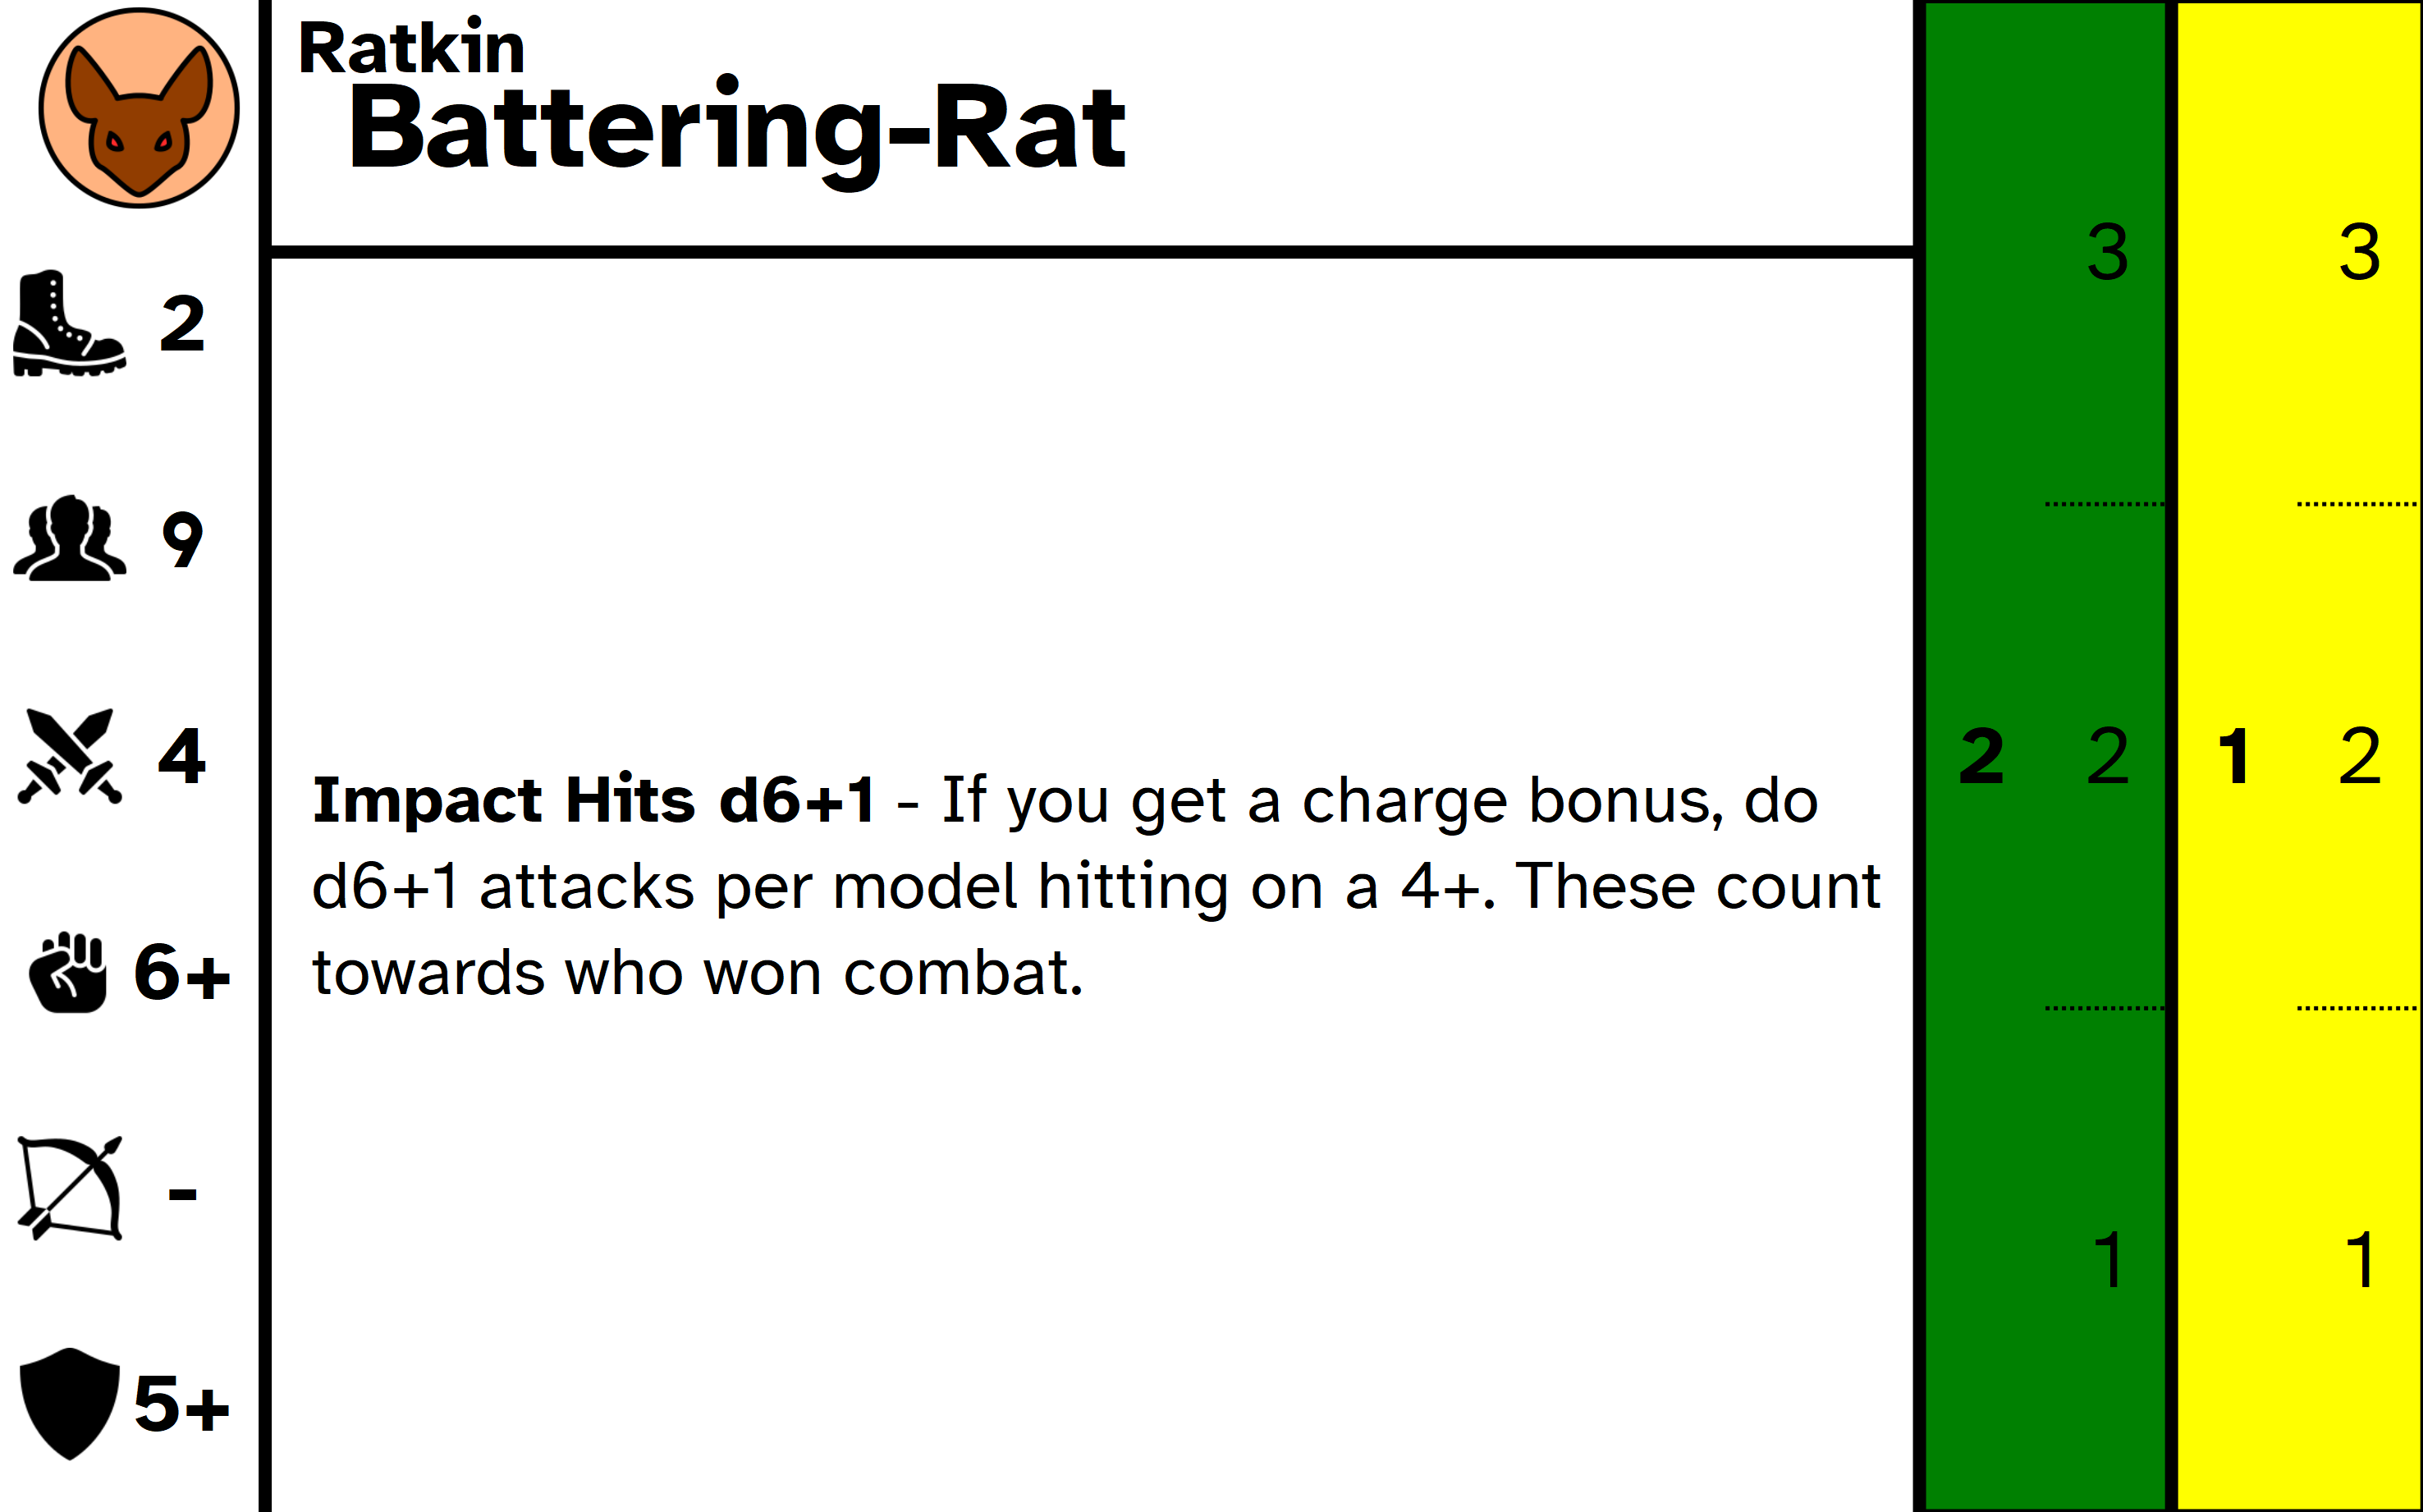 Ratkin
Battering-Rat
2
9
4
6+
-
5+
Impact Hits d6+1 - If you get a charge bonus, do
d6+1 attacks per model hitting on a 4+. These count
towards who won combat.
2
3
2
1
1
3
2
1